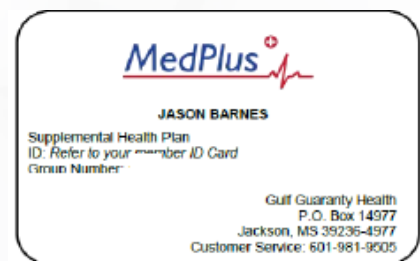 MedPlus
JASON BARNES
Supplemental Health Plan
ID: Refer to your member ID Card
Group Number:
Gulf Guaranty Health
P.O. Box 14977
Jackson, MS 39236-4977
Customer Service: 601-981-9505